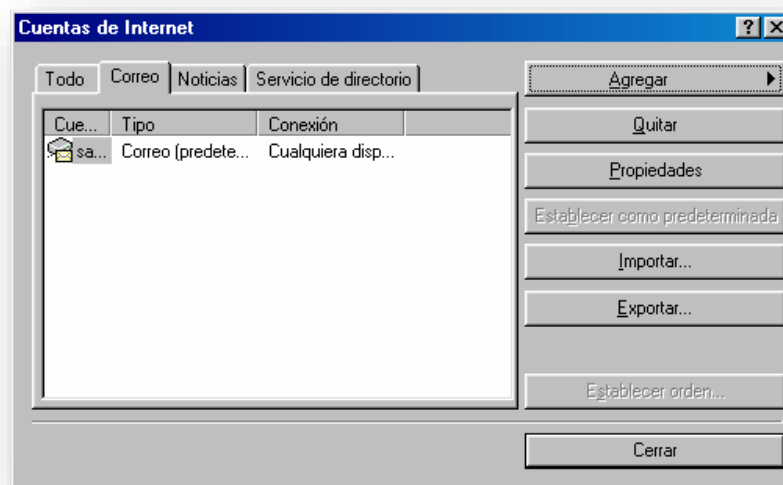 Cuentas de Internet
Todo Correo Noticias Servicio de directorio
Cue... Tipo Conexión
sa... Correo (predete... Cualquiera disp...
Agregar
Quitar
Propiedades
Establecer como predeterminada
Importar...
Exportar...
Establecer orden...
Cerrar